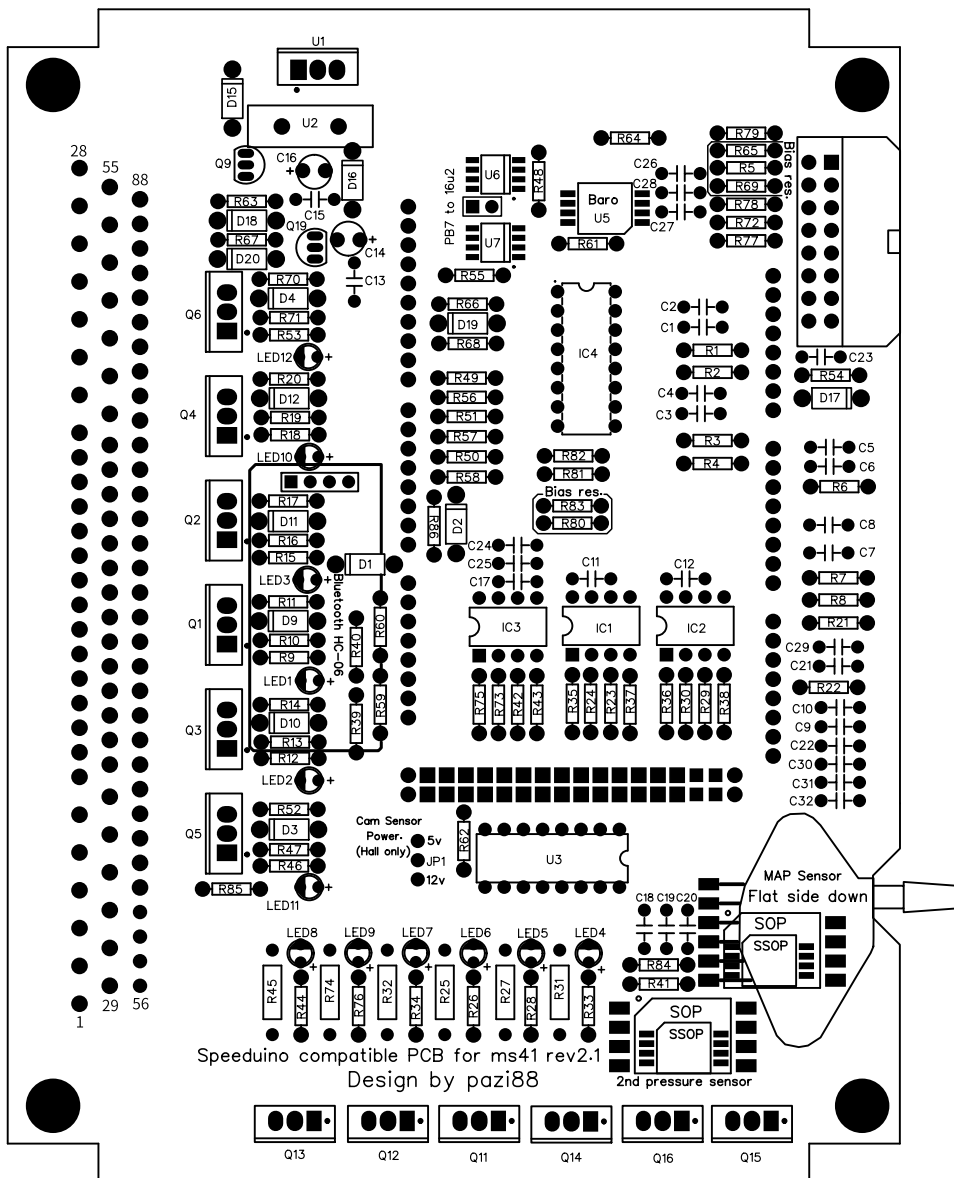 U1
D15
U2
28
55
88
Q9
C16
+
D16
C15
R63
D18
R67
D20
Q19
+
C14
C13
PB7 to 16u2
U6
U7
R48
R64
Baro
U5
R61
C26
C28
C27
R79
R65
R5
R69
R78
R72
R77
Bias res.
R55
R66
D19
R68
Q6
R70
D4
R71
R53
LED12
+
IC4
C2
C1
R1
R2
C4
C3
R3
R4
C23
R54
D17
Q4
R20
D12
R19
R18
LED10
+
R49
R56
R51
R57
R50
R58
R82
R81
Bias res.
R83
R80
C5
C6
R6
C8
C7
R7
R8
R21
Q2
R17
D11
R16
R15
LED3
+
D1
R86
D2
C24
C25
C17
C11
C12
Bluetooth HC-06
IC3
IC1
IC2
Q1
R11
D9
R10
R9
LED1
+
R40
R60
R39
R59
R75
R73
R42
R43
R35
R24
R23
R37
R36
R30
R29
R38
C29
C21
R22
C10
C9
C22
C30
C31
C32
Q3
R14
D10
R13
R12
LED2
+
Q5
R52
D3
R47
R46
R85
LED11
+
Cam Sensor
Power.
(Hall only)
5v
JP1
12v
R62
U3
MAP Sensor
Flat side down
SOP
SSOP
C18
C19
C20
R84
R41
LED8
LED9
LED7
LED6
LED5
LED4
+
+
+
+
+
+
R45
R44
R74
R76
R32
R34
R25
R26
R27
R28
R31
R33
1
29
56
SOP
SSOP
2nd pressure sensor
Speeduino compatible PCB for ms41 rev2.1
Design by pazi88
Q13
Q12
Q11
Q14
Q16
Q15